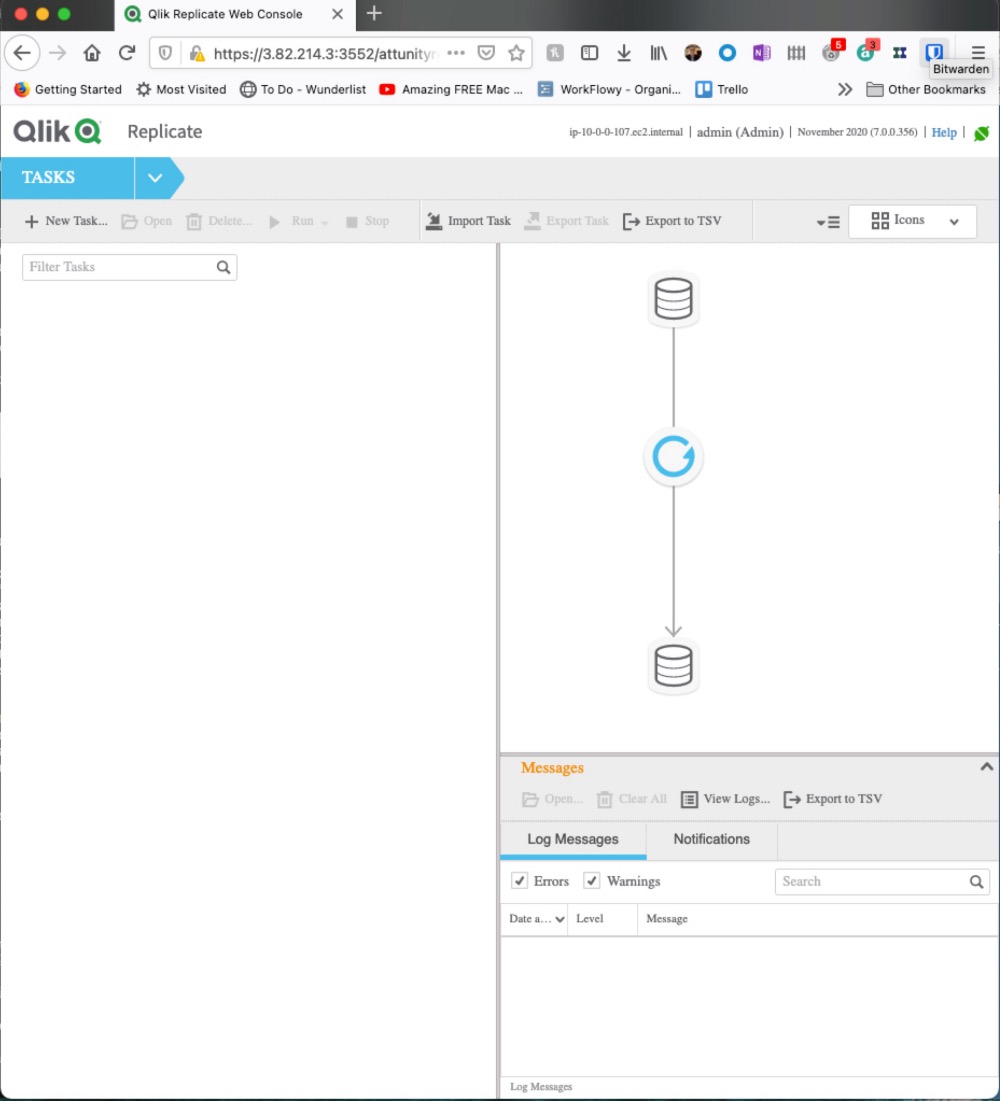 Qlik Replicate Web Console
https://3.82.214.3:3552/attunityr
5
3
Bitwarden
Getting Started Most Visited To Do - Wunderlist Amazing FREE Mac ... WorkFlowy - Organi... Trello Other Bookmarks
Qlik Replicate
ip-10-0-0-107.ec2.internal | admin (Admin) | November 2020 (7.0.0.356) | Help |
TASKS
New Task... Open Delete... Run Stop Import Task Export Task Export to TSV Icons
Filter Tasks
Messages
Open... Clear All View Logs... Export to TSV
Log Messages Notifications
Errors Warnings Search
Date a... Level Message
Log Messages